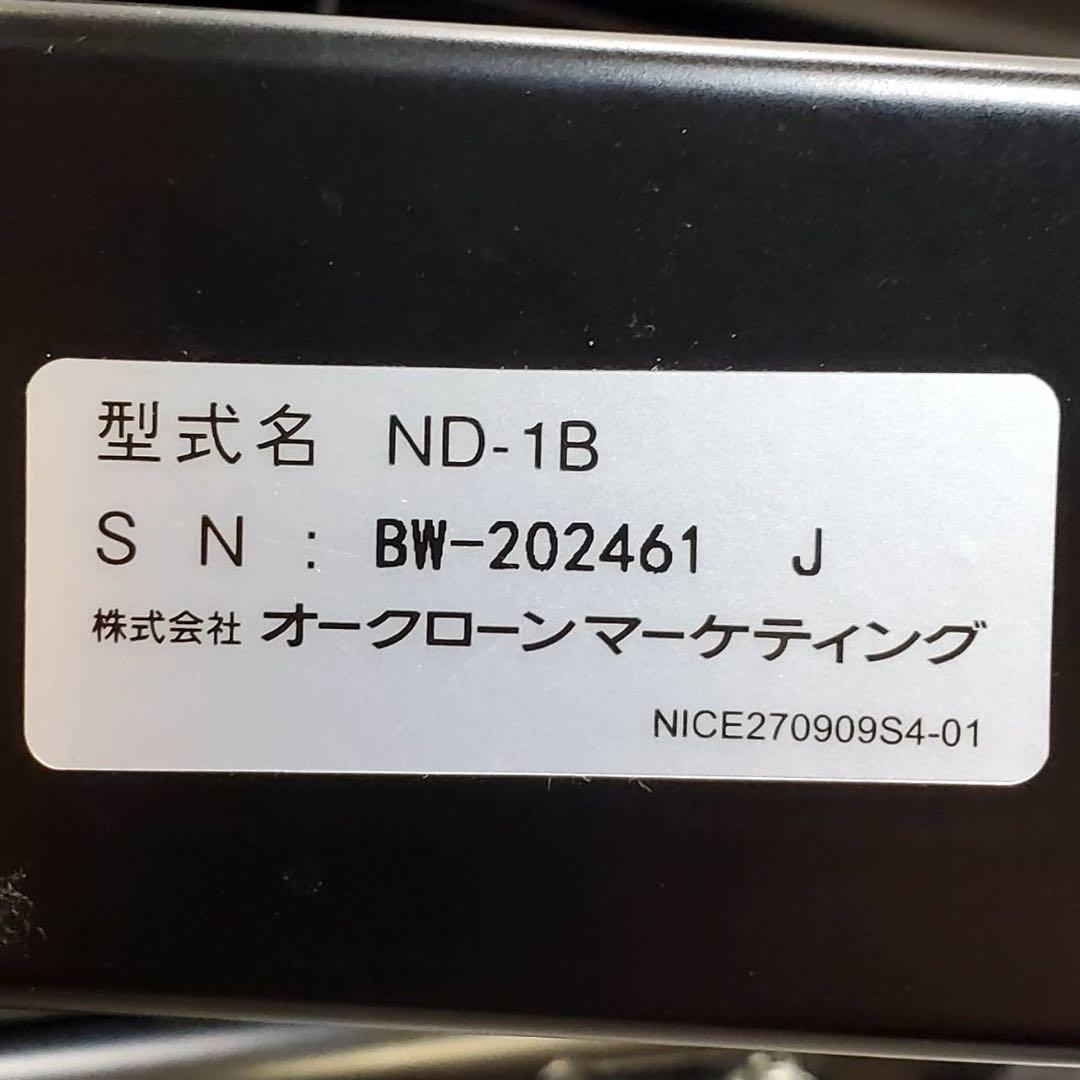 型式名 ND-1B
SN: BW-202461 J
株式会社 オークローンマーケティング
NICE270909S4-01